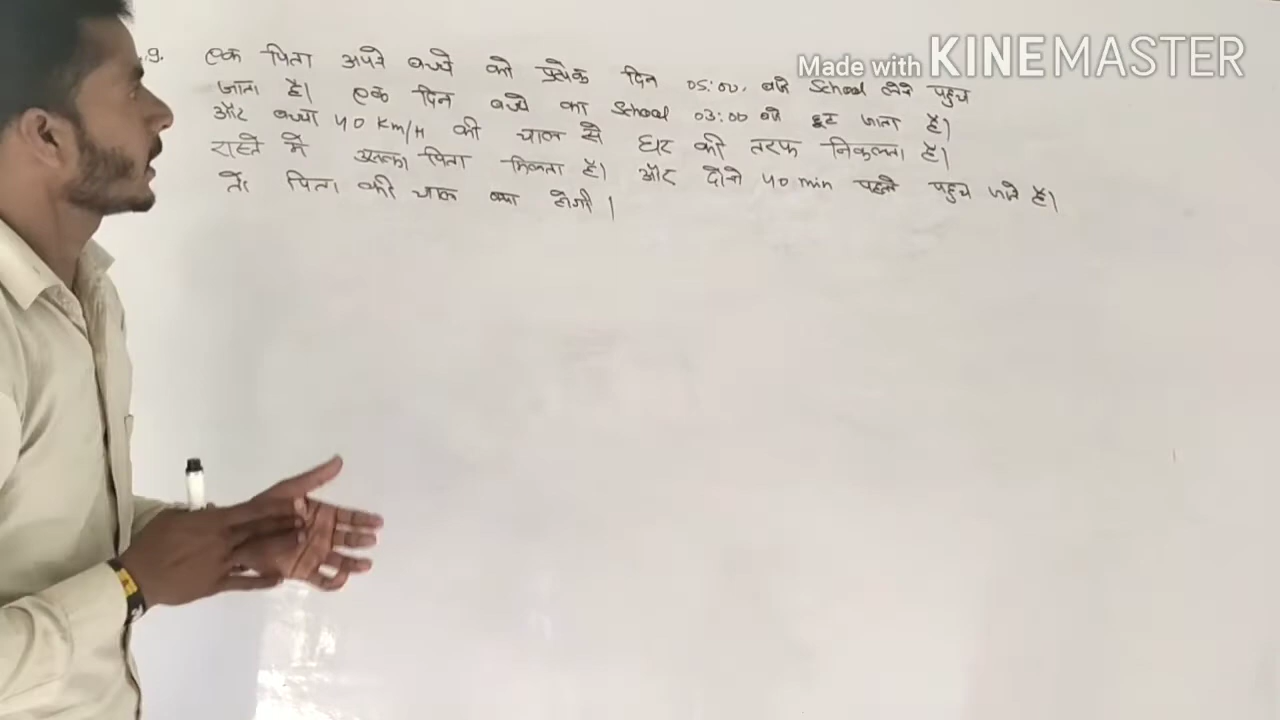 Made with KINEMASTER
9. एक पिता अपने बच्चे को प्रत्येक दिन 05:00 बजे School लेने पहुच
जाता है। एक दिन बच्चे का School 03:00 बजे छुट जाता है।
और बच्चा 40 Km/H की चाल से घर की तरफ निकलता है।
रास्ते में उसका पिता मिलता है। और दोनो 40 min पहले पहुच जाते है।
तो पिता की चाल क्या होगी।